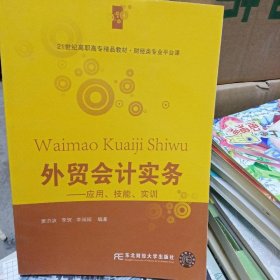 21世纪高职高专精品教材·财经类专业平台课
Waimao Kuaiji Shiwu
外贸会计实务
——应用、技能、实训
编著
东北财经大学出版社